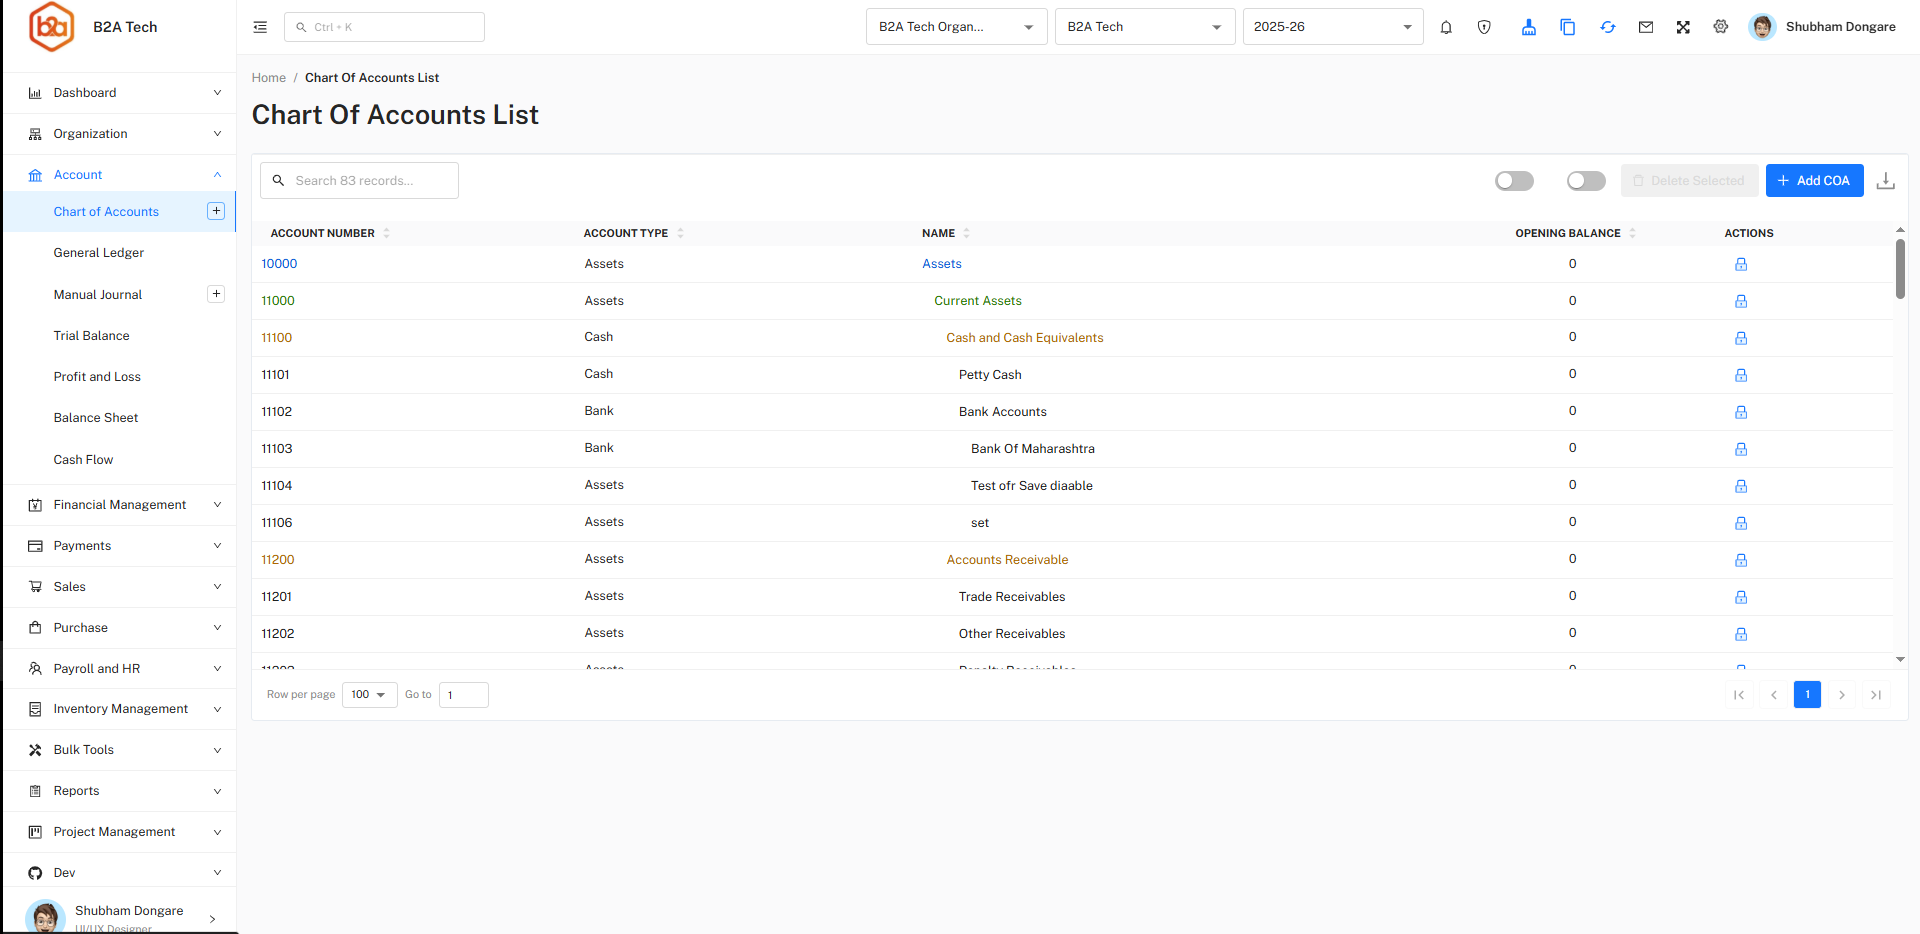 b2a
B2A Tech
Ctrl + K
B2A Tech Organ...
B2A Tech
2025-26
Shubham Dongare
Dashboard
Organization
Account
Chart of Accounts
General Ledger
Manual Journal
Trial Balance
Profit and Loss
Balance Sheet
Cash Flow
Financial Management
Payments
Sales
Purchase
Payroll and HR
Inventory Management
Bulk Tools
Reports
Project Management
Dev
Shubham Dongare
UI/UX Designer
Home / Chart Of Accounts List
Chart Of Accounts List
Search 83 records...
Delete Selected
+ Add COA
ACCOUNT NUMBER ACCOUNT TYPE NAME OPENING BALANCE ACTIONS
10000 Assets Assets 0
11000 Assets Current Assets 0
11100 Cash Cash and Cash Equivalents 0
11101 Cash Petty Cash 0
11102 Bank Bank Accounts 0
11103 Bank Bank Of Maharashtra 0
11104 Assets Test ofr Save diaable 0
11106 Assets set 0
11200 Assets Accounts Receivable 0
11201 Assets Trade Receivables 0
11202 Assets Other Receivables 0
11203 Assets Penalty Receivables 0
Row per page 100 Go to 1
1